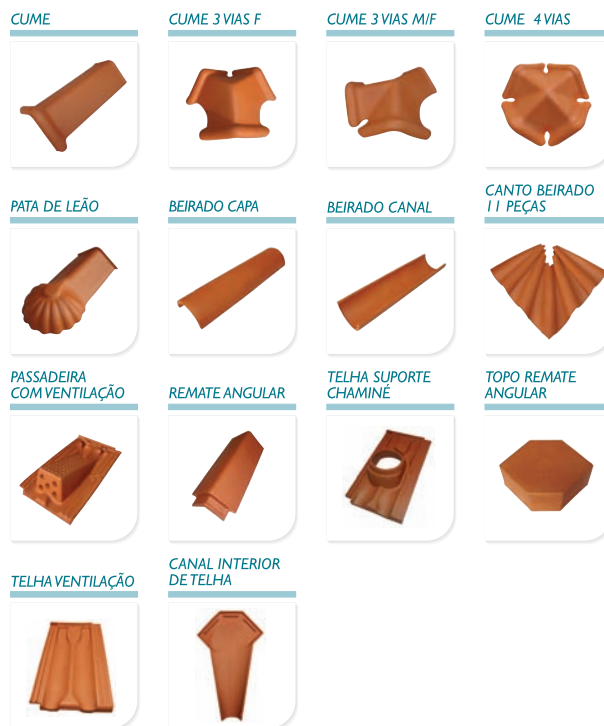 CUME
CUME 3 VIAS F
CUME 3 VIAS M/F
CUME 4 VIAS
PATA DE LEÃO
BEIRADO CAPA
BEIRADO CANAL
CANTO BEIRADO
11 PEÇAS
PASSADEIRA
COM VENTILAÇÃO
REMATE ANGULAR
TELHA SUPORTE
CHAMINÉ
TOPO REMATE
ANGULAR
TELHA VENTILAÇÃO
CANAL INTERIOR
DE TELHA